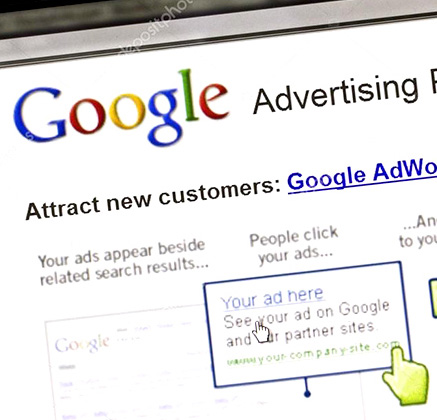 depositphotos
Google Advertising
Attract new customers: Google AdWo
Your ads appear beside
related search results...
People click
your ads...
...An
to you
Your ad here
See your ad on Google
and our partner sites.
www.your-company-site.com
Google